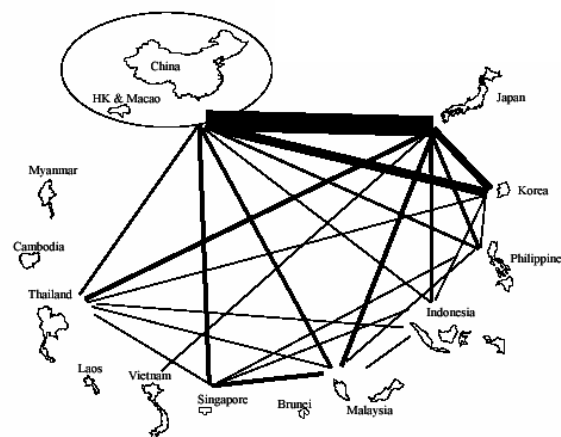 China
HK & Macao
Japan
Myanmar
Korea
Cambodia
Philippine
Thailand
Indonesia
Laos
Vietnam
Singapore
Brunei
Malaysia